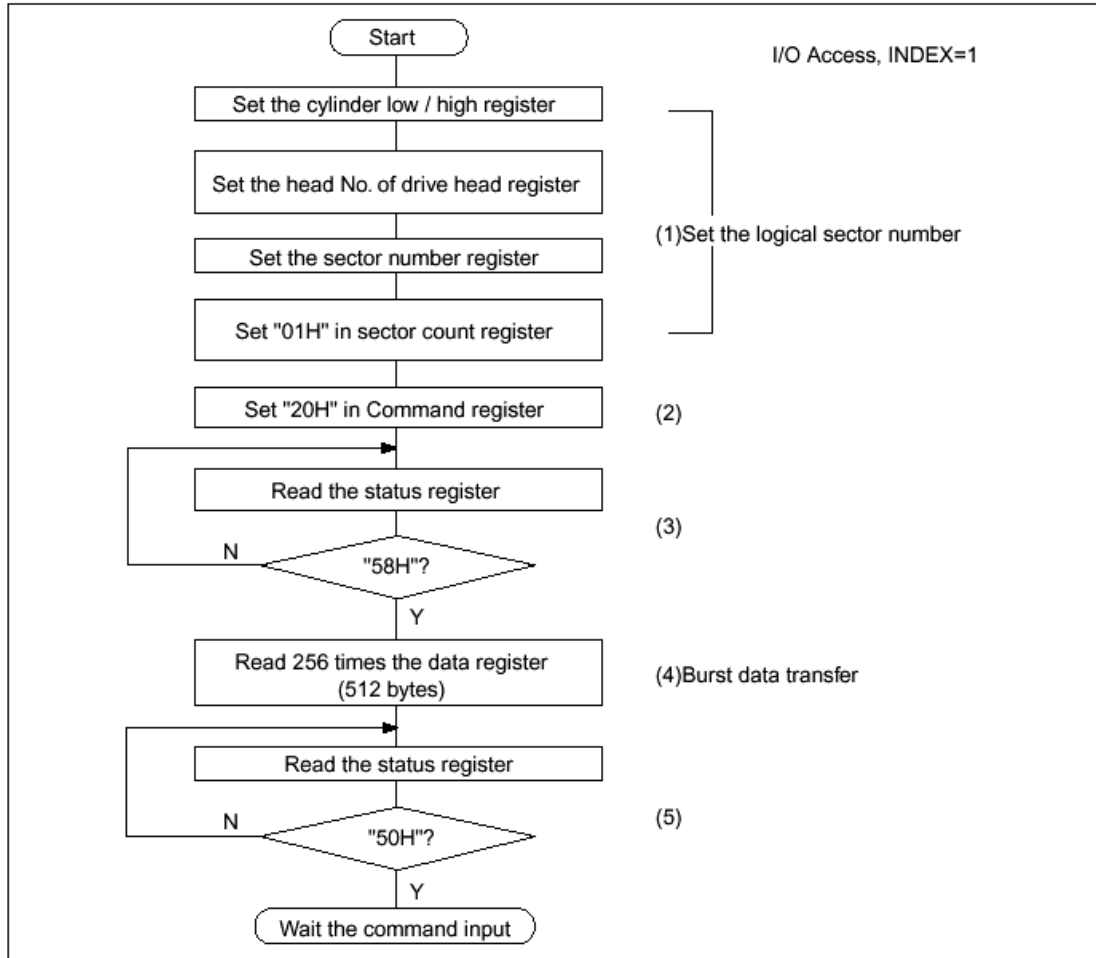 Start
I/O Access, INDEX=1
Set the cylinder low / high register
Set the head No. of drive head register
(1)Set the logical sector number
Set the sector number register
Set "01H" in sector count register
Set "20H" in Command register
(2)
Read the status register
(3)
N
"58H"?
Y
Read 256 times the data register
(512 bytes)
(4)Burst data transfer
Read the status register
(5)
N
"50H"?
Y
Wait the command input